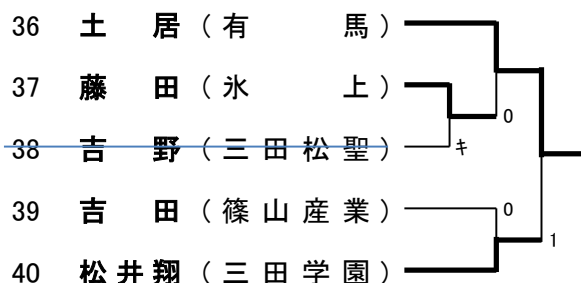 36 土居（有馬）
37 藤田（氷上）
0
38 吉野（三田松聖）
キ
39 吉田（篠山産業）
0
1
40 松井翔（三田学園）